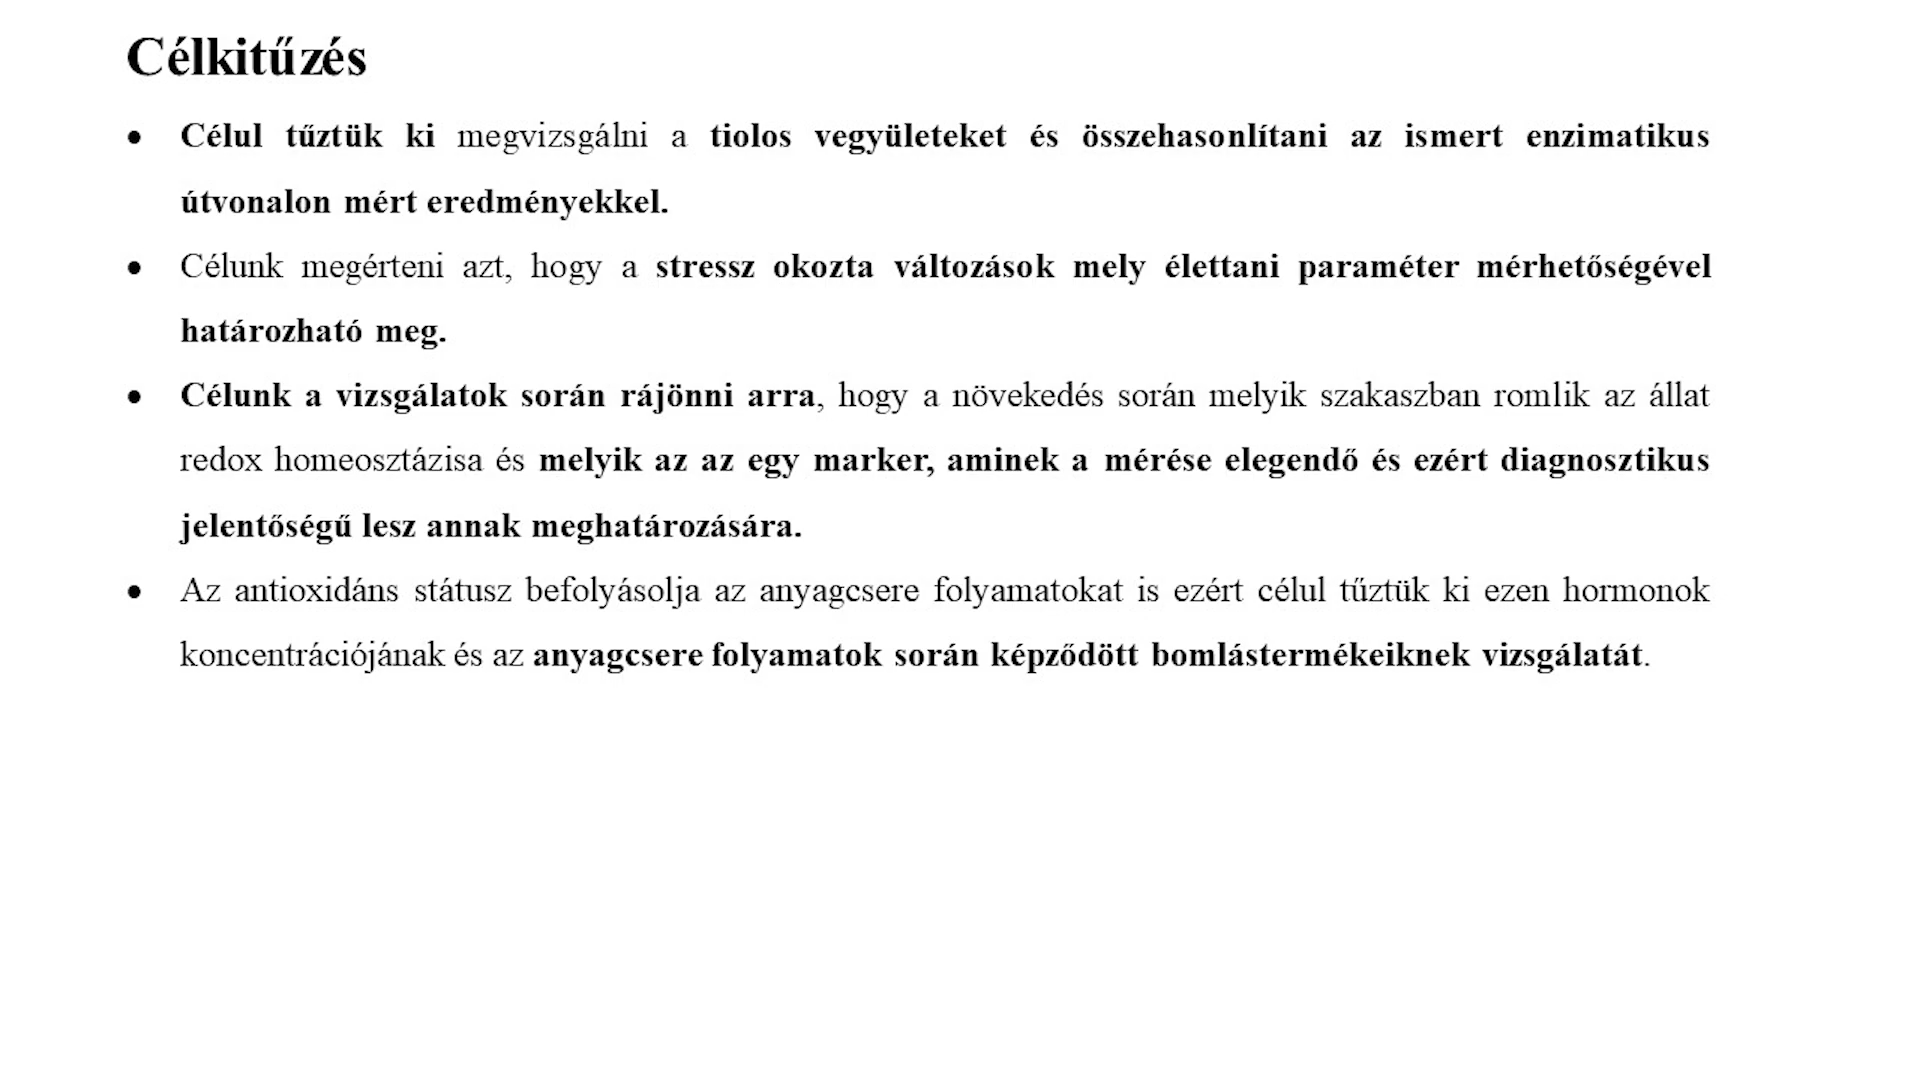 Célkitűzés
• Célul tűztük ki megvizsgálni a tiolos vegyületeket és összehasonlítani az ismert enzimatikus
útvonalon mért eredményekkel.
• Célunk megérteni azt, hogy a stressz okozta változások mely élettani paraméter mérhetőségével
határozható meg.
• Célunk a vizsgálatok során rájönni arra, hogy a növekedés során melyik szakaszban romlik az állat
redox homeosztázisa és melyik az az egy marker, aminek a mérése elegendő és ezért diagnosztikus
jelentőségű lesz annak meghatározására.
• Az antioxidáns státusz befolyásolja az anyagcsere folyamatokat is ezért célul tűztük ki ezen hormonok
koncentrációjának és az anyagcsere folyamatok során képződött bomlástermékeiknek vizsgálatát.